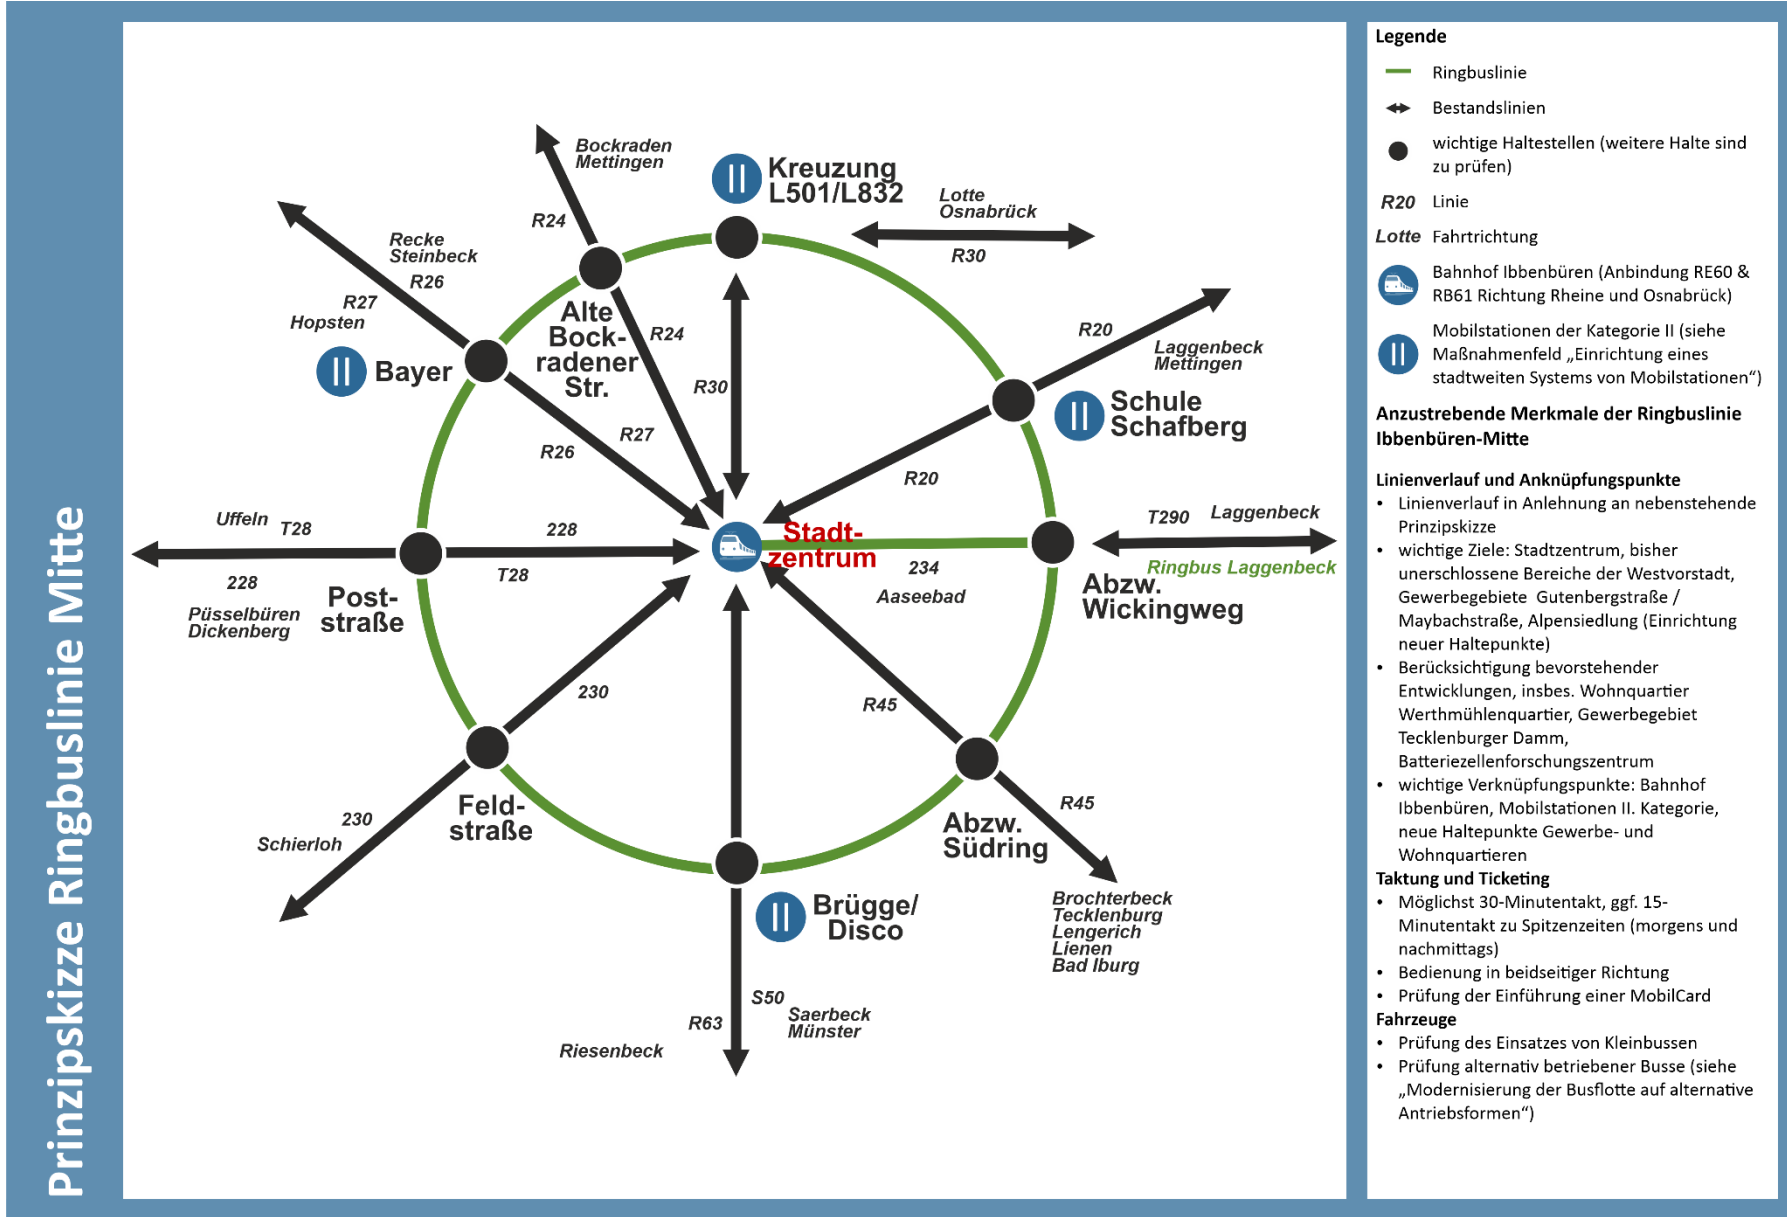 Prinzipskizze Ringbuslinie Mitte
Bockraden
Mettingen
R24
Kreuzung
L501/L832
Lotte
Osnabrück
R30
Recke
Steinbeck
R26
R27
Hopsten
Bayer
Alte
Bock-
radener
Str.
R24
R30
R20
Laggenbeck
Mettingen
Schule
Schafberg
R27
R26
R20
Uffeln
T28
228
T28
228
Püsselbüren
Dickenberg
Post-
straße
Stadt-
zentrum
234
Aaseebad
T290
Laggenbeck
Ringbus Laggenbeck
Abzw.
Wickingweg
230
R45
Feld-
straße
230
Schierloh
Abzw.
Südring
R45
Brügge/
Disco
Brochterbeck
Tecklenburg
Lengerich
Lienen
Bad Iburg
S50
Saerbeck
Münster
R63
Riesenbeck
Legende
Ringbuslinie
Bestandslinien
wichtige Haltestellen (weitere Halte sind
zu prüfen)
R20 Linie
Lotte Fahrtrichtung
Bahnhof Ibbenbüren (Anbindung RE60 &
RB61 Richtung Rheine und Osnabrück)
Mobilstationen der Kategorie II (siehe
Maßnahmenfeld „Einrichtung eines
stadtweiten Systems von Mobilstationen“)
Anzustrebende Merkmale der Ringbuslinie
Ibbenbüren-Mitte
Linienverlauf und Anknüpfungspunkte
• Linienverlauf in Anlehnung an nebenstehende
Prinzipskizze
• wichtige Ziele: Stadtzentrum, bisher
unerschlossene Bereiche der Westvorstadt,
Gewerbegebiete Gutenbergstraße /
Maybachstraße, Alpensiedlung (Einrichtung
neuer Haltepunkte)
• Berücksichtigung bevorstehender
Entwicklungen, insbes. Wohnquartier
Werthmühlenquartier, Gewerbegebiet
Tecklenburger Damm,
Batteriezellenforschungszentrum
• wichtige Verknüpfungspunkte: Bahnhof
Ibbenbüren, Mobilstationen II. Kategorie,
neue Haltepunkte Gewerbe- und
Wohnquartieren
Taktung und Ticketing
• Möglichst 30-Minutentakt, ggf. 15-
Minutentakt zu Spitzenzeiten (morgens und
nachmittags)
• Bedienung in beidseitiger Richtung
• Prüfung der Einführung einer MobilCard
Fahrzeuge
• Prüfung des Einsatzes von Kleinbussen
• Prüfung alternativ betriebener Busse (siehe
„Modernisierung der Busflotte auf alternative
Antriebsformen“)